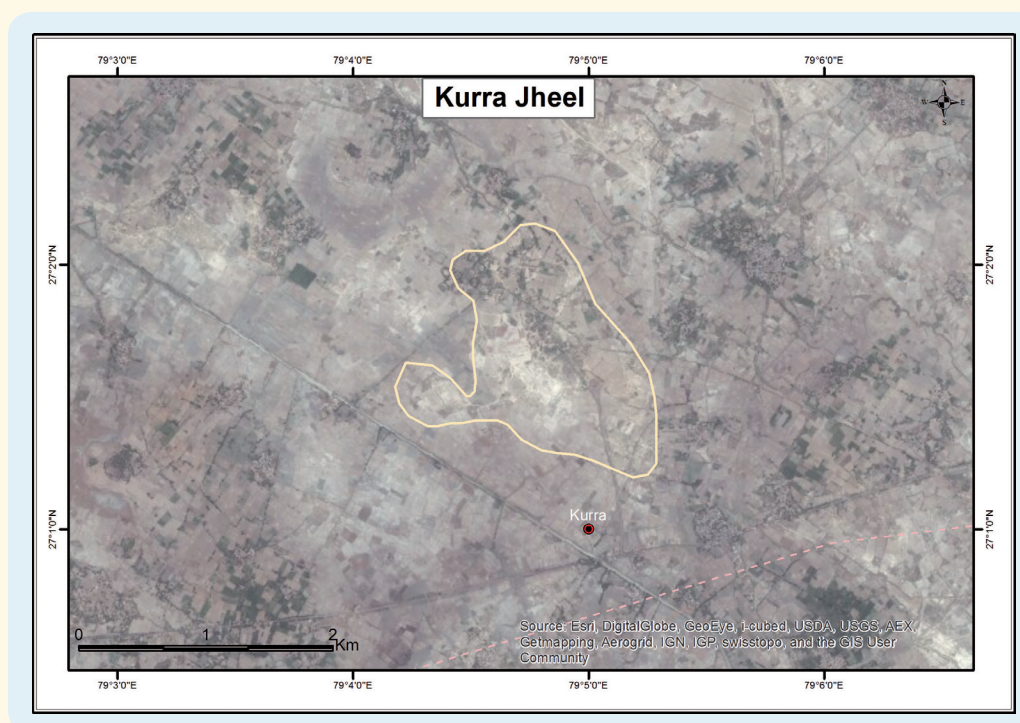 79°3'0"E 79°4'0"E 79°5'0"E 79°6'0"E
Kurra Jheel
N
W E
S
27°2'0"N 27°2'0"N
Kurra
27°1'0"N 27°1'0"N
0 1 2
Km
Source: Esri, DigitalGlobe, GeoEye, i-cubed, USDA, USGS, AEX,
Getmapping, Aerogrid, IGN, IGP, swisstopo, and the GIS User
Community
79°3'0"E 79°4'0"E 79°5'0"E 79°6'0"E